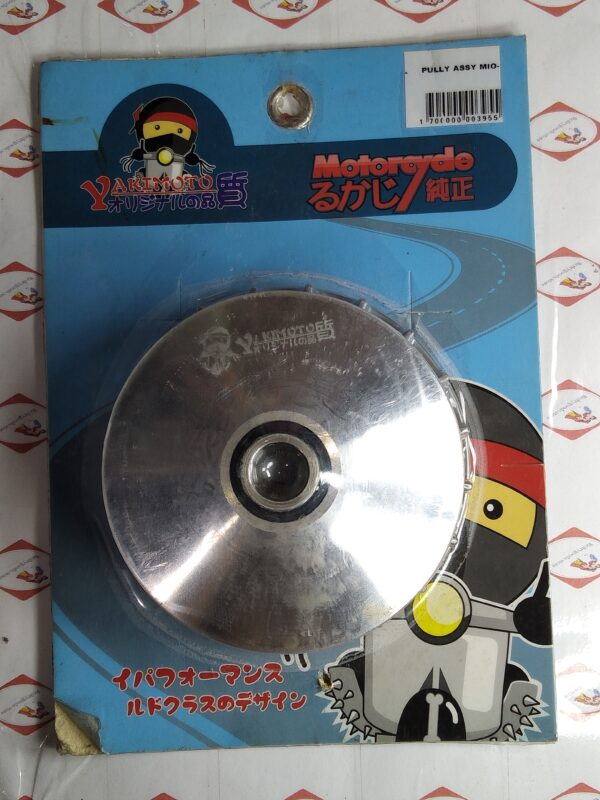 PULLY ASSY MIO-
1 700000 003955
YAKIMOTO
オリジナルの品質
Motorcycle
るかじ 純正
YAKIMOTO
オリジナルの品質
イパフォーマンス
ルドクラスのデザイン